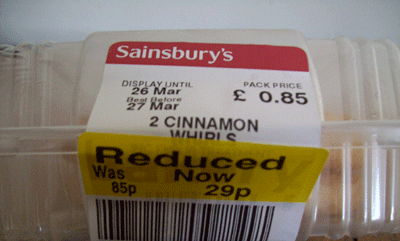 Sainsbury's
DISPLAY UNTIL
26 Mar
Best Before
27 Mar
PACK PRICE
£ 0.85
2 CINNAMON
WHIRLS
Reduced
Was Now
85p 29p